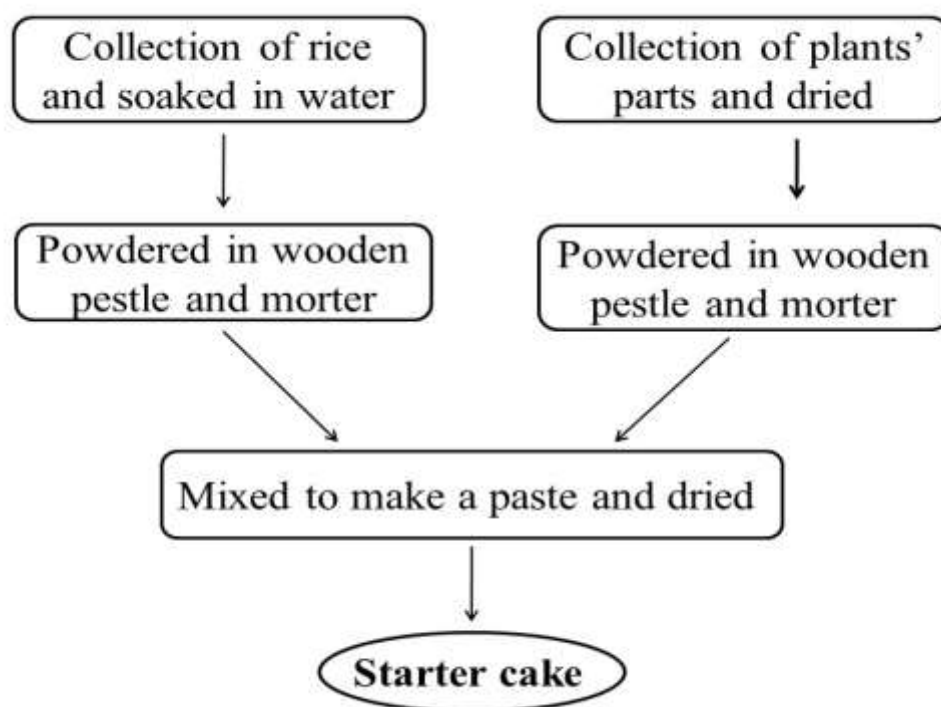 Collection of rice
and soaked in water
Collection of plants’
parts and dried
Powdered in wooden
pestle and morter
Powdered in wooden
pestle and morter
Mixed to make a paste and dried
Starter cake